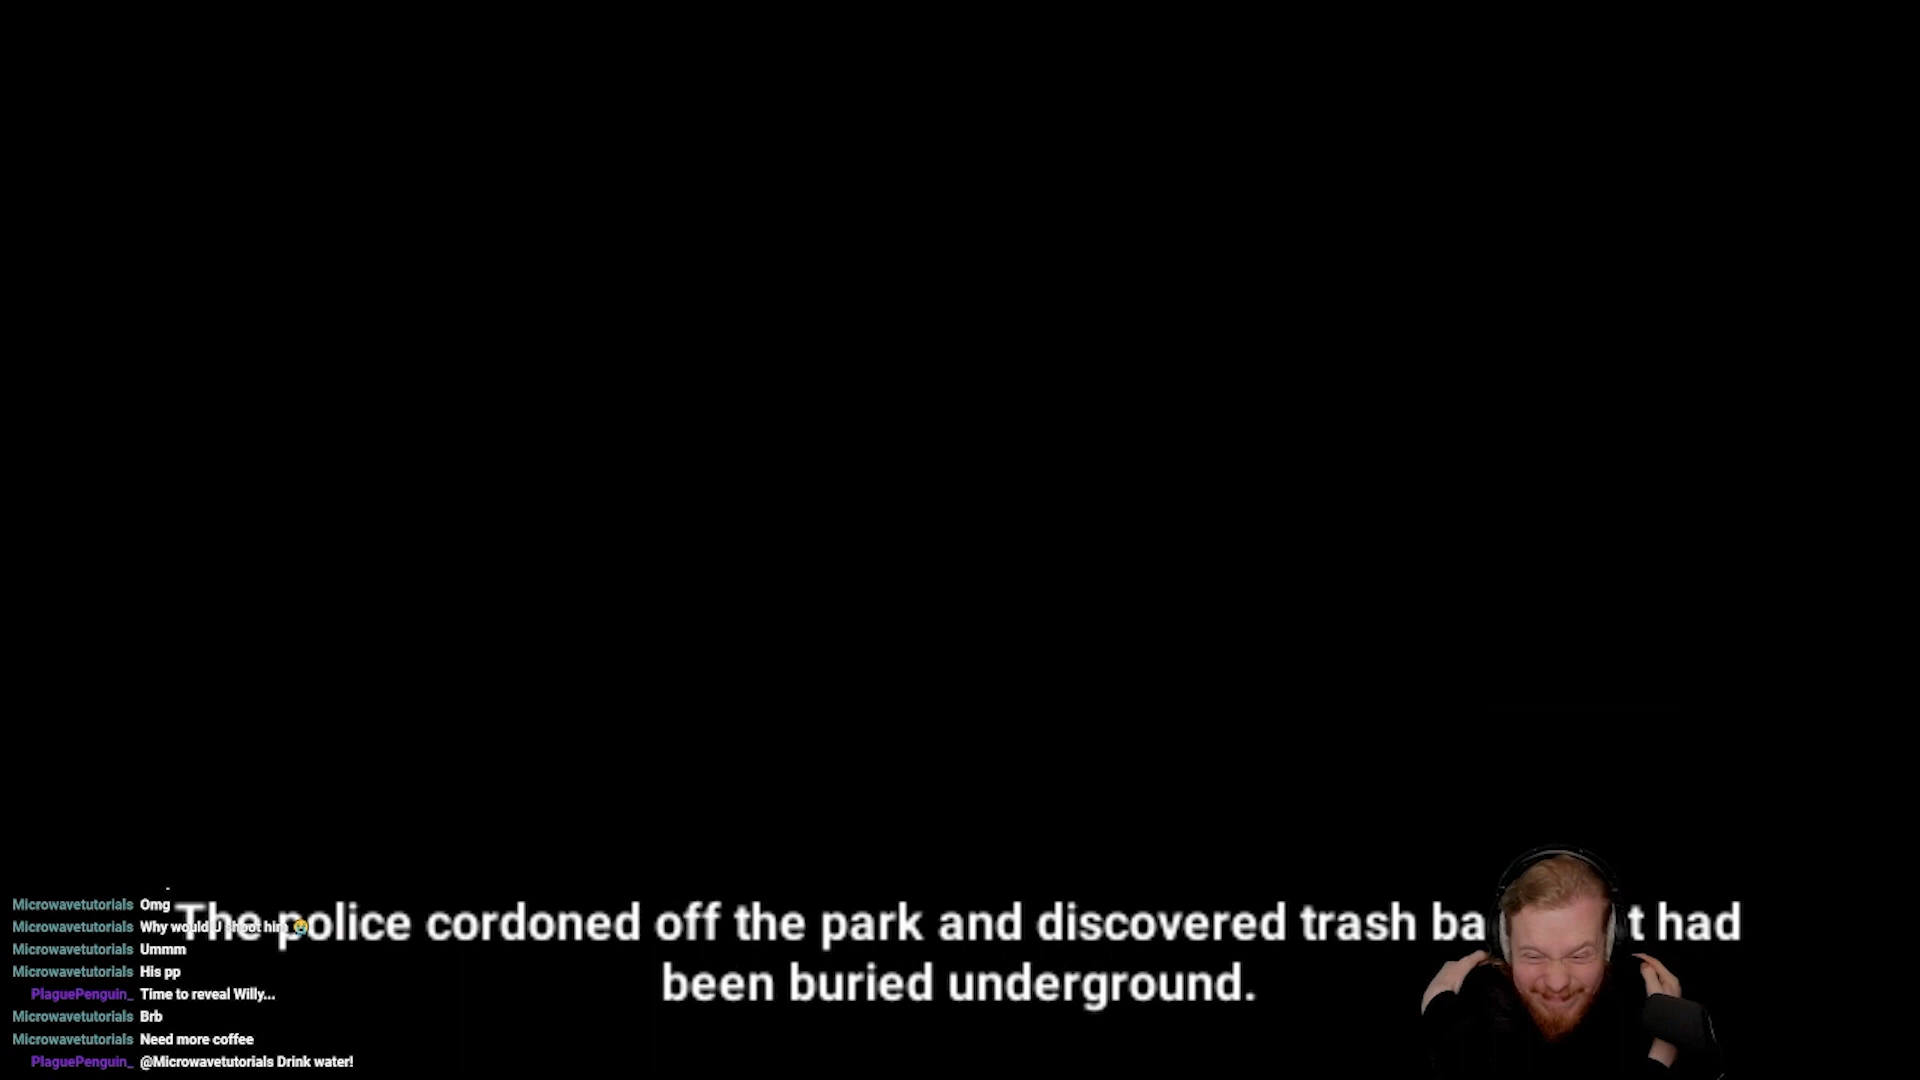 Microwavetutorials Omg
Microwavetutorials Why would U shoot him 😭
Microwavetutorials Ummm
Microwavetutorials His pp
PlaguePenguin_ Time to reveal Willy...
Microwavetutorials Brb
Microwavetutorials Need more coffee
PlaguePenguin_ @Microwavetutorials Drink water!
The police cordoned off the park and discovered trash ba t had
been buried underground.